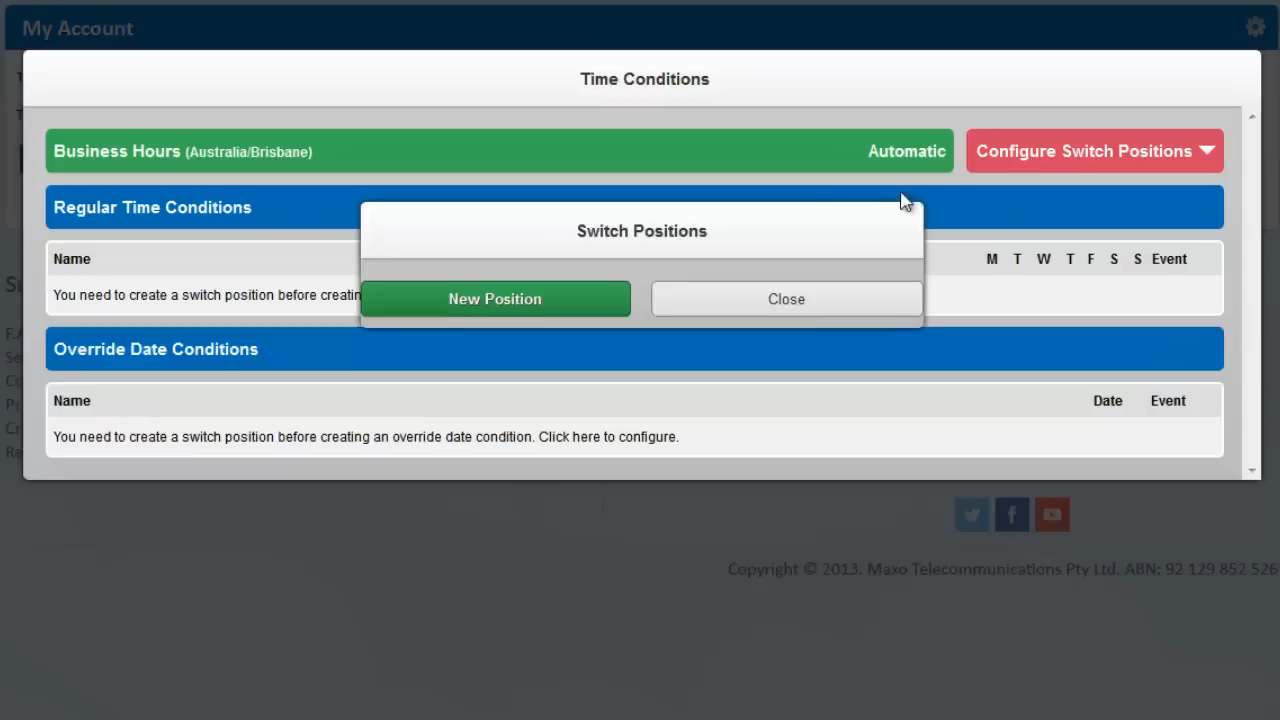 My Account
Time Conditions
Business Hours (Australia/Brisbane) Automatic Configure Switch Positions
Regular Time Conditions
Switch Positions
Name M T W T F S S Event
You need to create a switch position before
New Position Close
Override Date Conditions
Name Date Event
You need to create a switch position before creating an override date condition. Click here to configure.
Copyright © 2013. Maxo Telecommunications Pty Ltd. ABN: 92 129 852 526